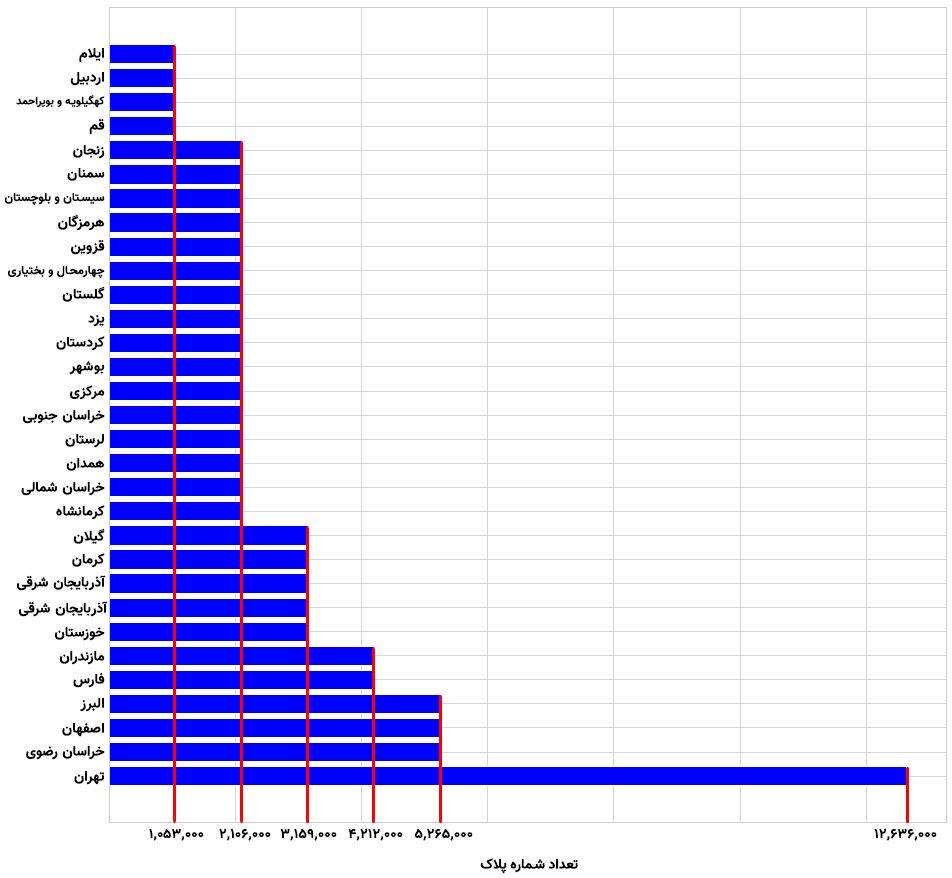 ایلام
اردبیل
کهگیلویه و بویراحمد
قم
زنجان
سمنان
سیستان و بلوچستان
هرمزگان
قزوین
چهارمحال و بختیاری
گلستان
یزد
کردستان
بوشهر
مرکزی
خراسان جنوبی
لرستان
همدان
خراسان شمالی
کرمانشاه
گیلان
کرمان
آذربایجان شرقی
آذربایجان شرقی
خوزستان
مازندران
فارس
البرز
اصفهان
خراسان رضوی
تهران
۱,۰۵۳,۰۰۰ ۲,۱۰۶,۰۰۰ ۳,۱۵۹,۰۰۰ ۴,۲۱۲,۰۰۰ ۵,۲۶۵,۰۰۰ ۱۲,۶۳۶,۰۰۰
تعداد شماره پلاک